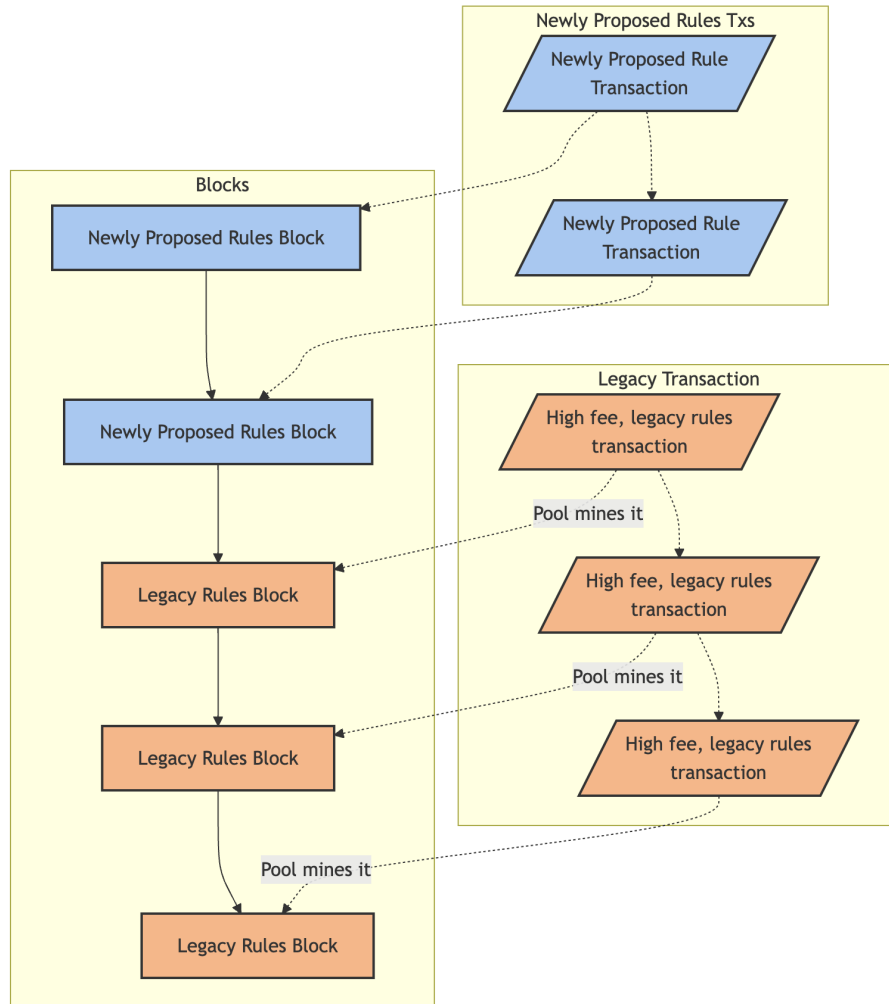 Newly Proposed Rules Txs
Newly Proposed Rule
Transaction
Newly Proposed Rule
Transaction
Blocks
Newly Proposed Rules Block
Newly Proposed Rules Block
Legacy Rules Block
Legacy Rules Block
Legacy Rules Block
Legacy Transaction
High fee, legacy rules
transaction
Pool mines it
High fee, legacy rules
transaction
Pool mines it
High fee, legacy rules
transaction
Pool mines it